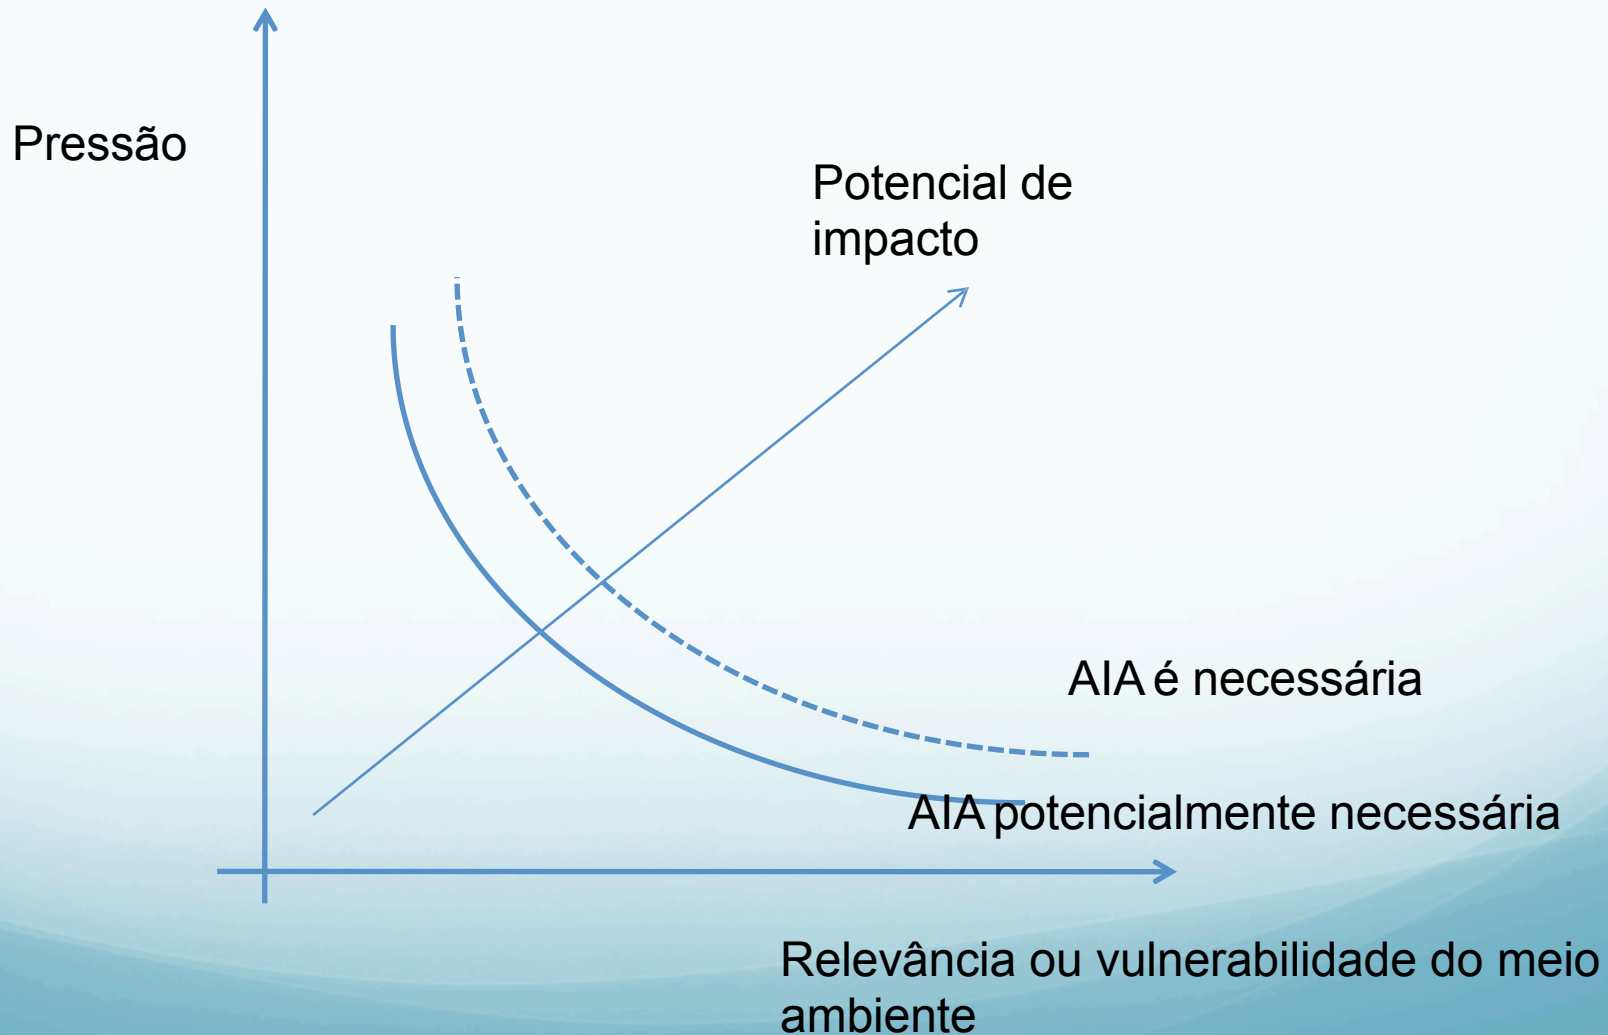 Pressão
Potencial de
impacto
AIA é necessária
AIA potencialmente necessária
Relevância ou vulnerabilidade do meio
ambiente